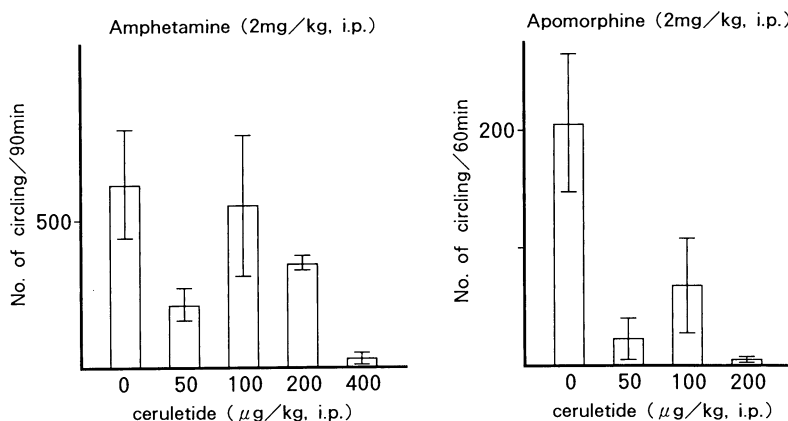 Amphetamine (2mg/kg, i.p.)
No. of circling/90min
500
0 50 100 200 400
ceruletide (μg/kg, i.p.)
Apomorphine (2mg/kg, i.p.)
No. of circling/60min
200
0 50 100 200
ceruletide (μg/kg, i.p.)